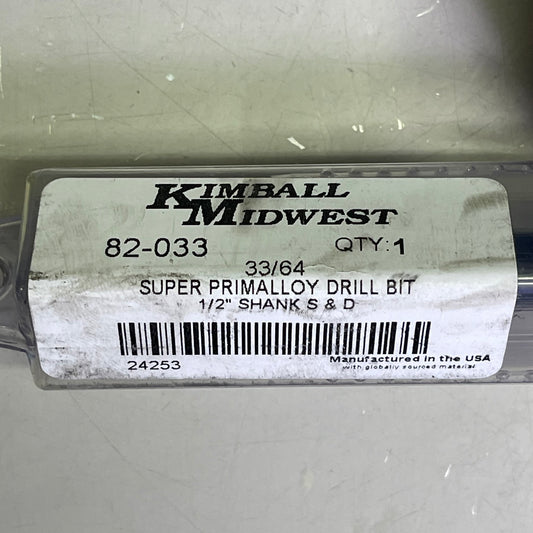 KIMBALL
MIDWEST
82-033 QTY: 1
33/64
SUPER PRIMALLOY DRILL BIT
1/2" SHANK S & D
24253
Manufactured in the USA
with globally sourced material